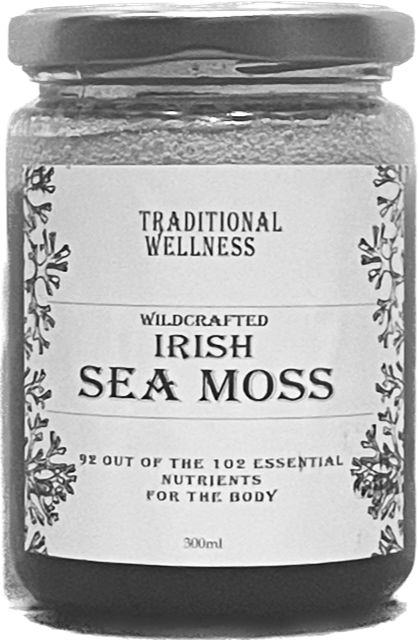 TRADITIONAL
WELLNESS
WILDCRAFTED
IRISH
SEA MOSS
92 OUT OF THE 102 ESSENTIAL
NUTRIENTS
FOR THE BODY
300ml